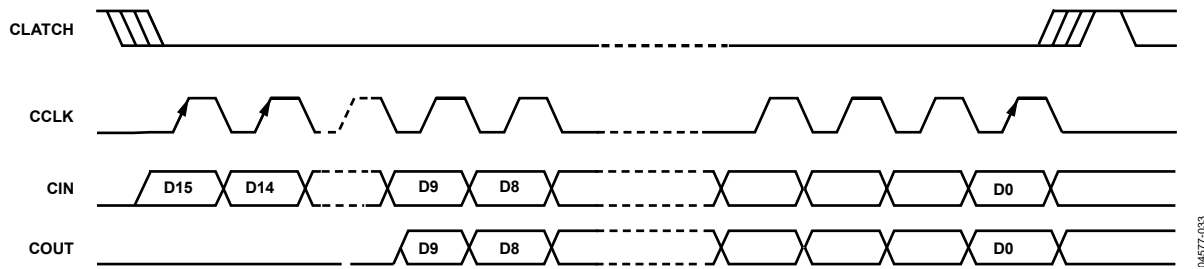 CLATCH
CCLK
CIN D15 D14 D9 D8 D0
COUT D9 D8 D0
04577-033